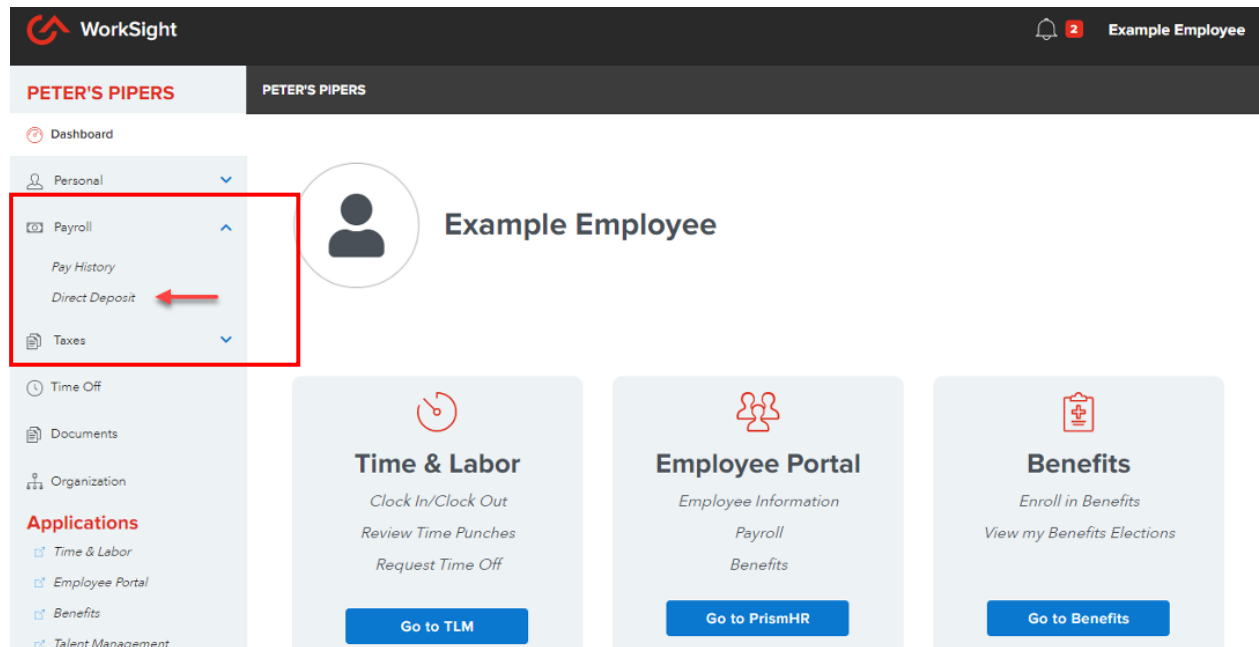 WorkSight
2
Example Employee
PETER'S PIPERS
PETER'S PIPERS
Dashboard
Personal
Payroll
Pay History
Direct Deposit
Taxes
Time Off
Documents
Organization
Applications
Time & Labor
Employee Portal
Benefits
Talent Management
Example Employee
Time & Labor
Clock In/Clock Out
Review Time Punches
Request Time Off
Go to TLM
Employee Portal
Employee Information
Payroll
Benefits
Go to PrismHR
Benefits
Enroll in Benefits
View my Benefits Elections
Go to Benefits